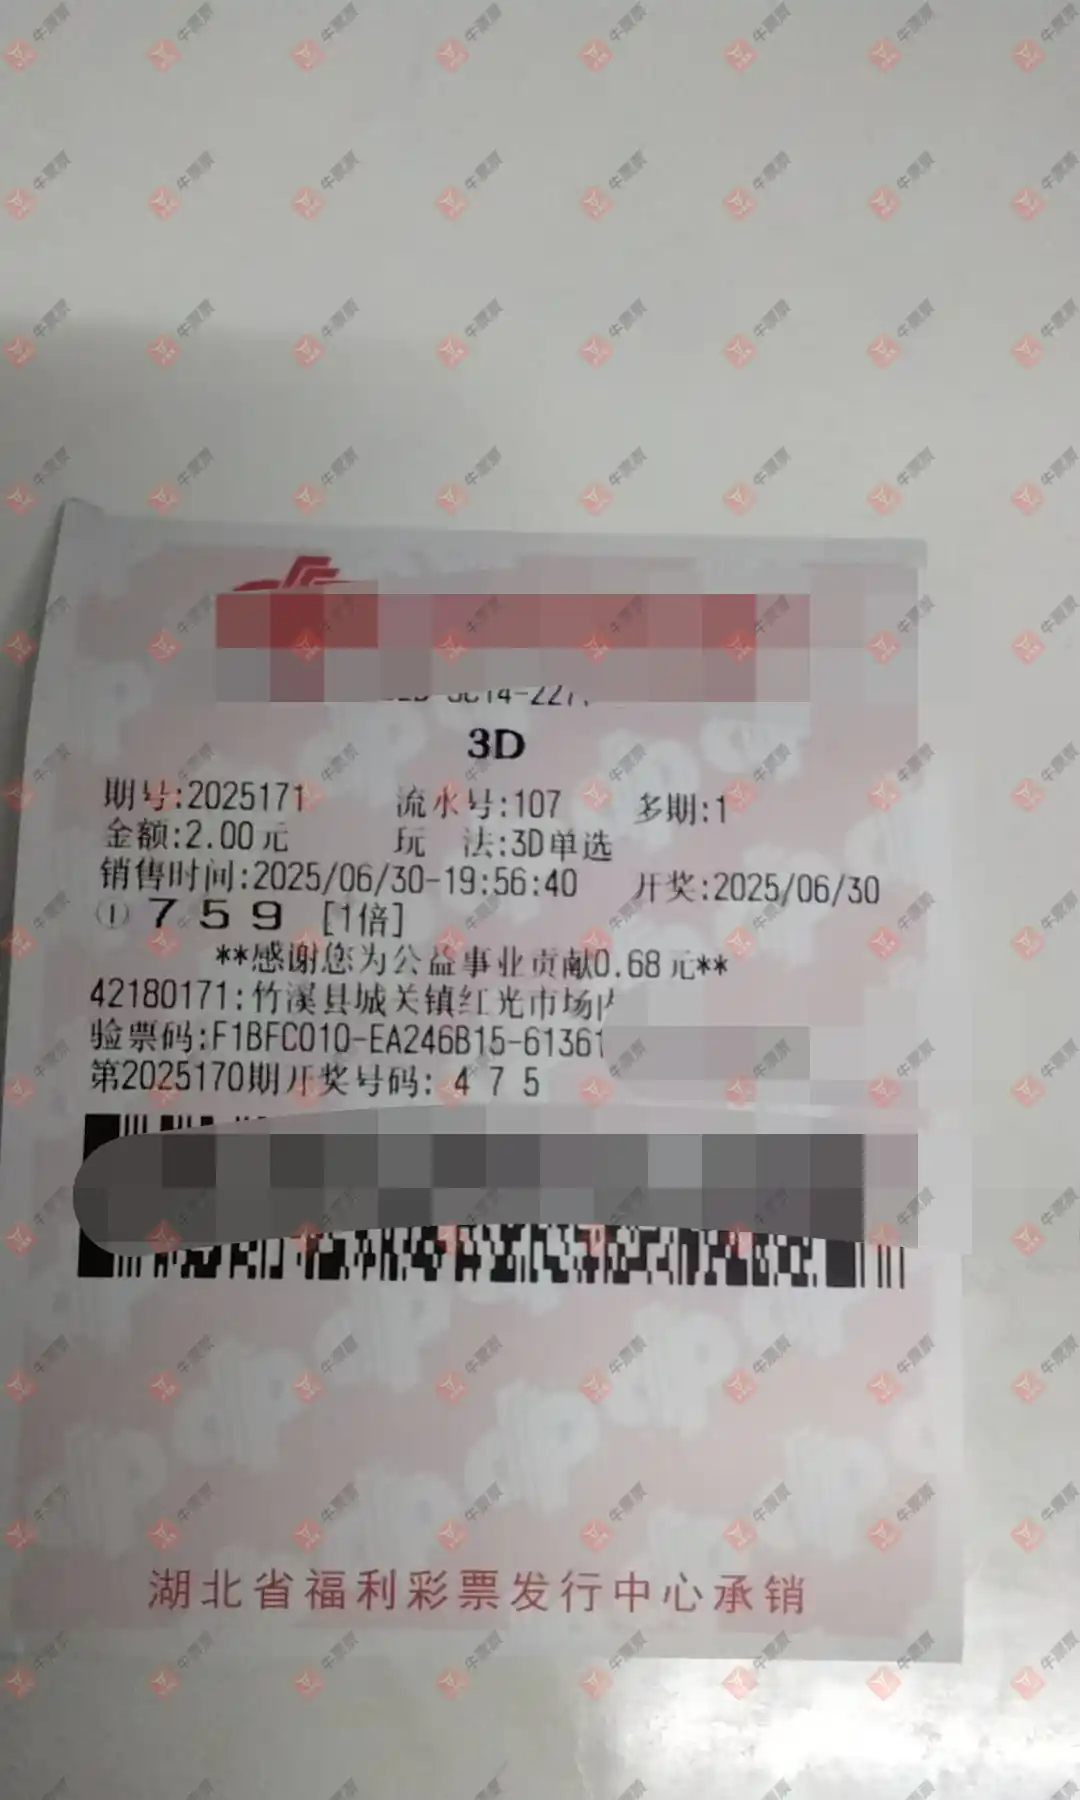 3D
期号:2025171 流水号:107 多期:1
金额:2.00元 玩 法:3D单选
销售时间:2025/06/30-19:56:40 开奖:2025/06/30
① 7 5 9 [1倍]
**感谢您为公益事业贡献0.68元**
42180171:竹溪县城关镇红光市场内
验票码:F1BFC010-EA246B15-61361
第2025170期开奖号码: 4 7 5
湖北省福利彩票发行中心承销
牛票票